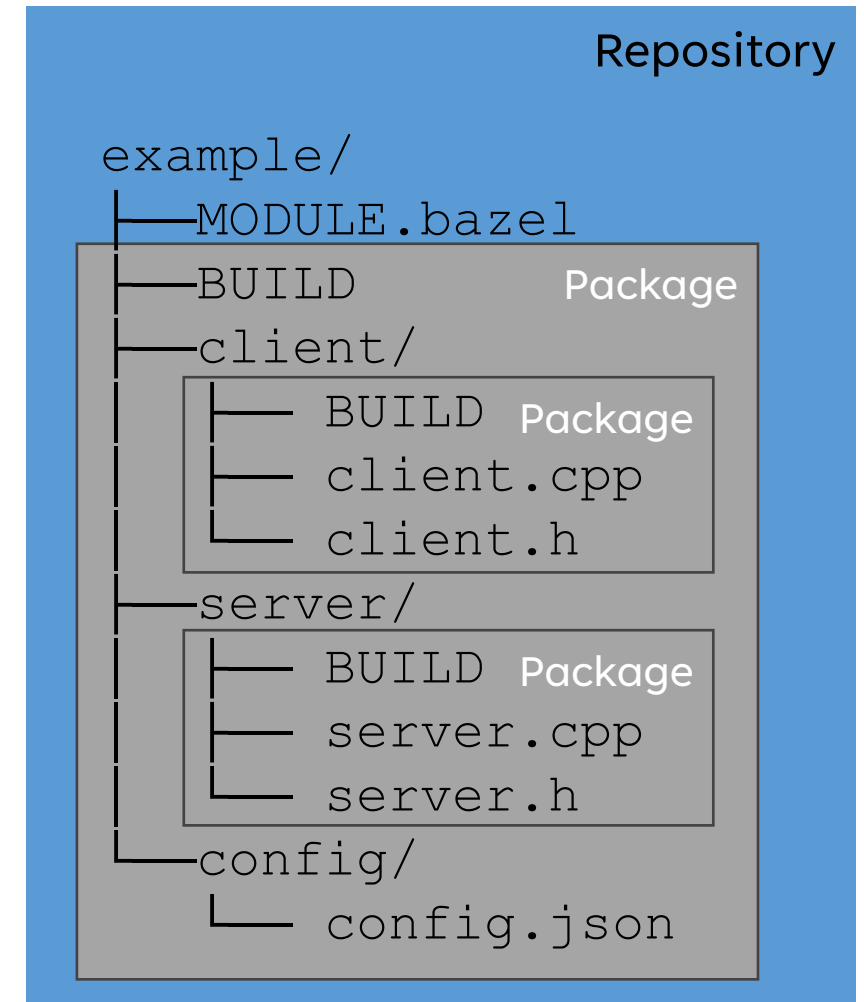 Repository
example/
MODULE.bazel
BUILD Package
client/
BUILD Package
client.cpp
client.h
server/
BUILD Package
server.cpp
server.h
config/
config.json